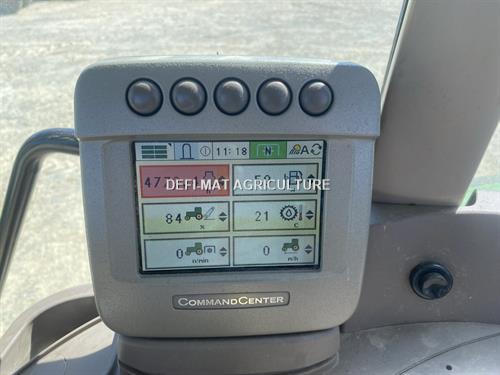 11:18 N A
DEFI-MAT AGRICULTURE
84 21
% C
0 0
n/min
COMMANDCENTER